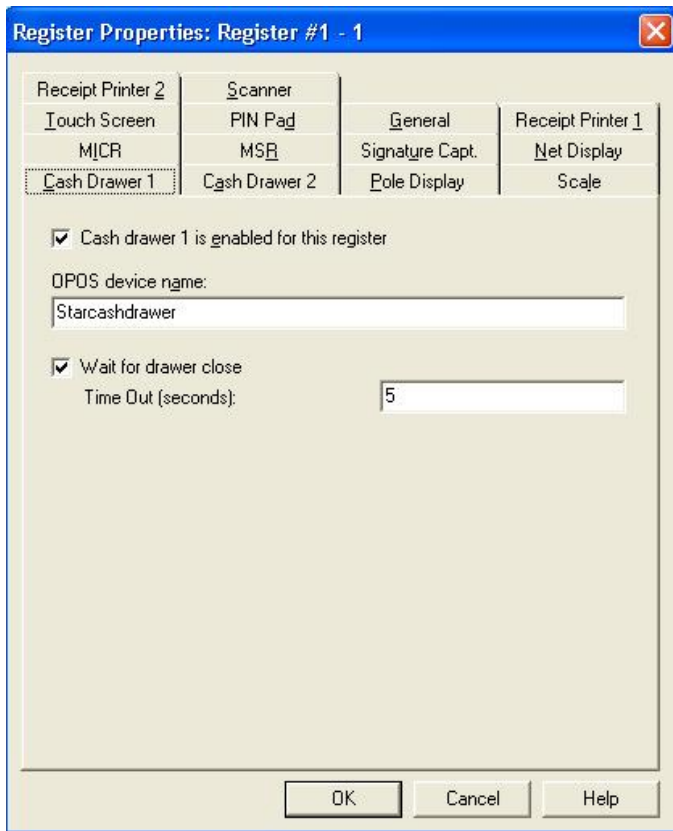 Register Properties: Register #1 - 1
Receipt Printer 2 Scanner
Touch Screen PIN Pad General Receipt Printer 1
MICR MSR Signature Capt. Net Display
Cash Drawer 1 Cash Drawer 2 Pole Display Scale
Cash drawer 1 is enabled for this register
OPOS device name:
Starcashdrawer
Wait for drawer close
Time Out (seconds): 5
OK Cancel Help